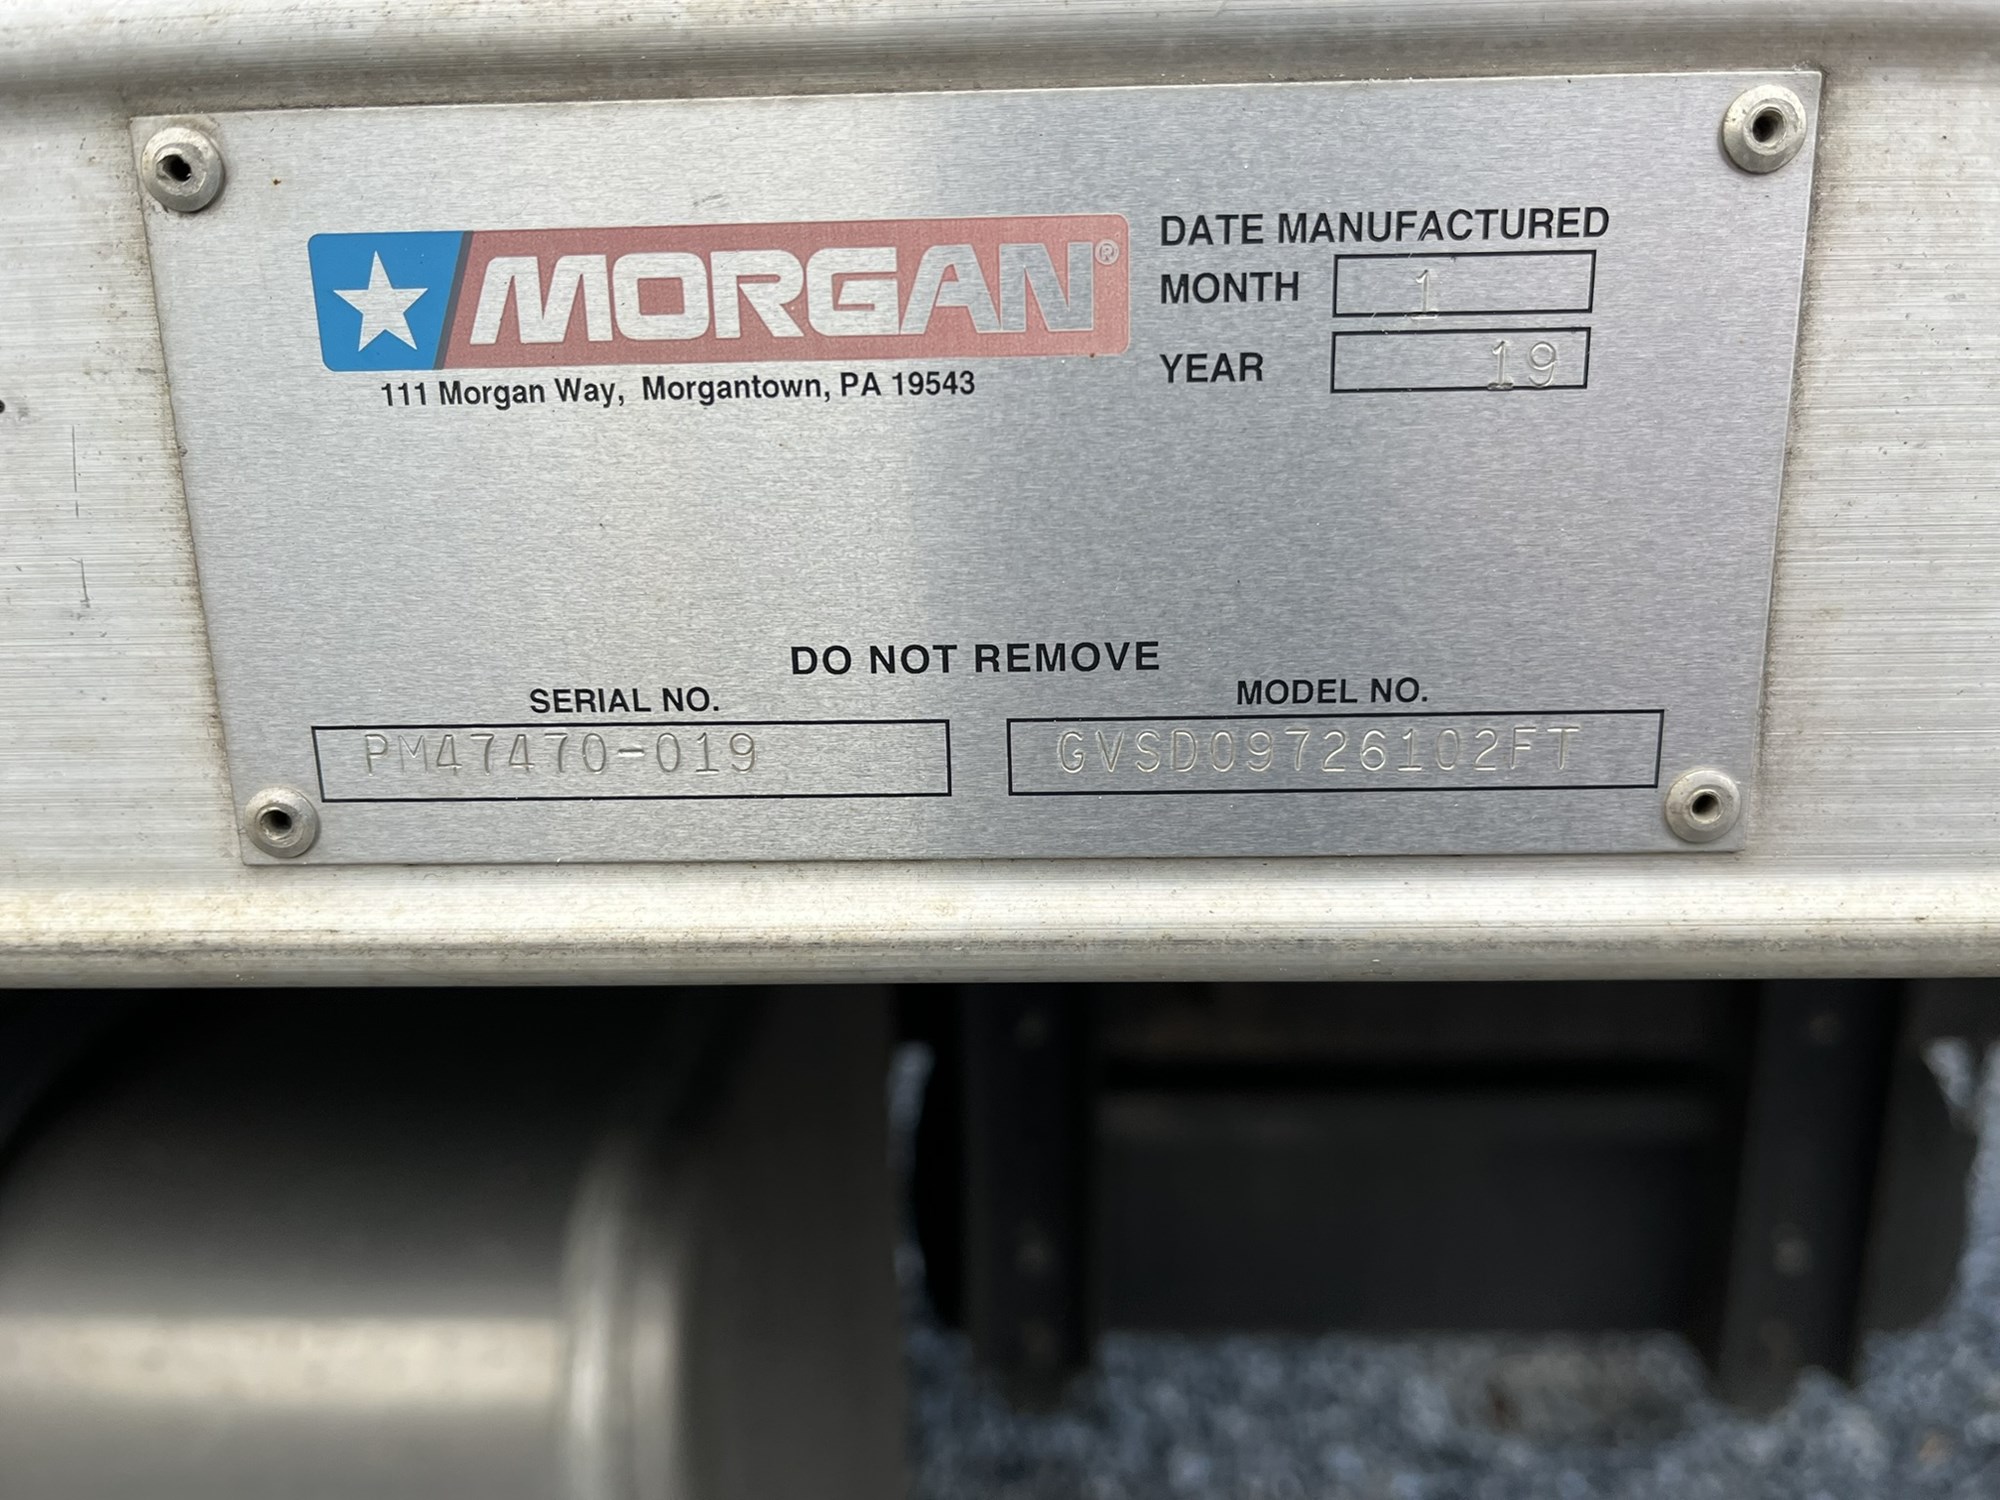 MORGAN®
111 Morgan Way, Morgantown, PA 19543
DATE MANUFACTURED
MONTH 1
YEAR 19
DO NOT REMOVE
SERIAL NO.
PM47470-019
MODEL NO.
GVSD09726102FT